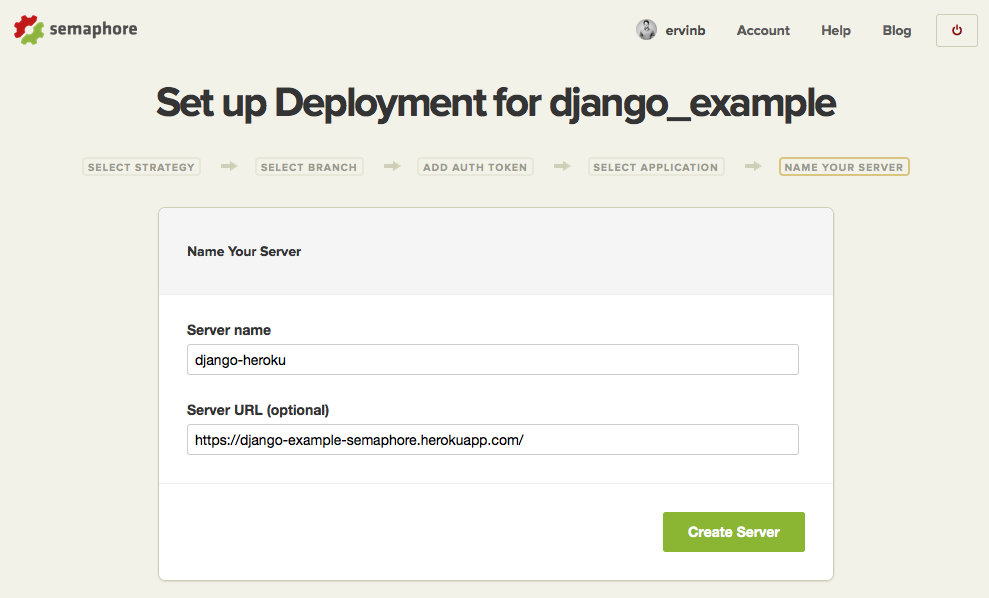 semaphore
ervinb Account Help Blog
Set up Deployment for django_example
SELECT STRATEGY SELECT BRANCH ADD AUTH TOKEN SELECT APPLICATION NAME YOUR SERVER
Name Your Server
Server name
django-heroku
Server URL (optional)
https://django-example-semaphore.herokuapp.com/
Create Server